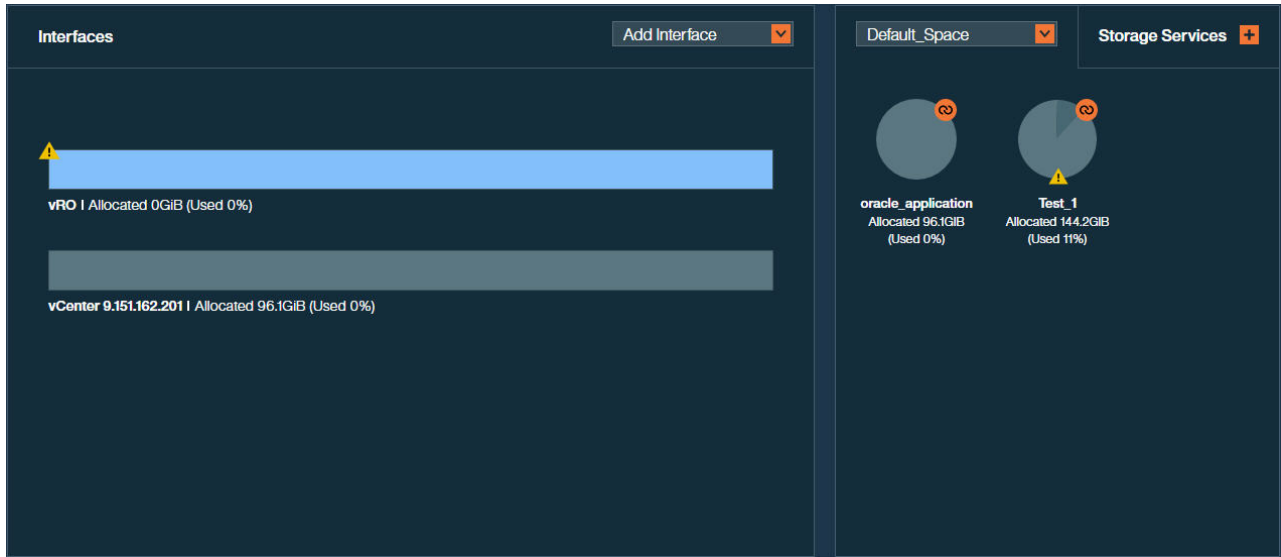 Interfaces
Add Interface
vRO | Allocated 0GiB (Used 0%)
vCenter 9.151.162.201 | Allocated 96.1GiB (Used 0%)
Default_Space
Storage Services
oracle_application
Allocated 96.1GIB
(Used 0%)
Test_1
Allocated 144.2GIB
(Used 11%)